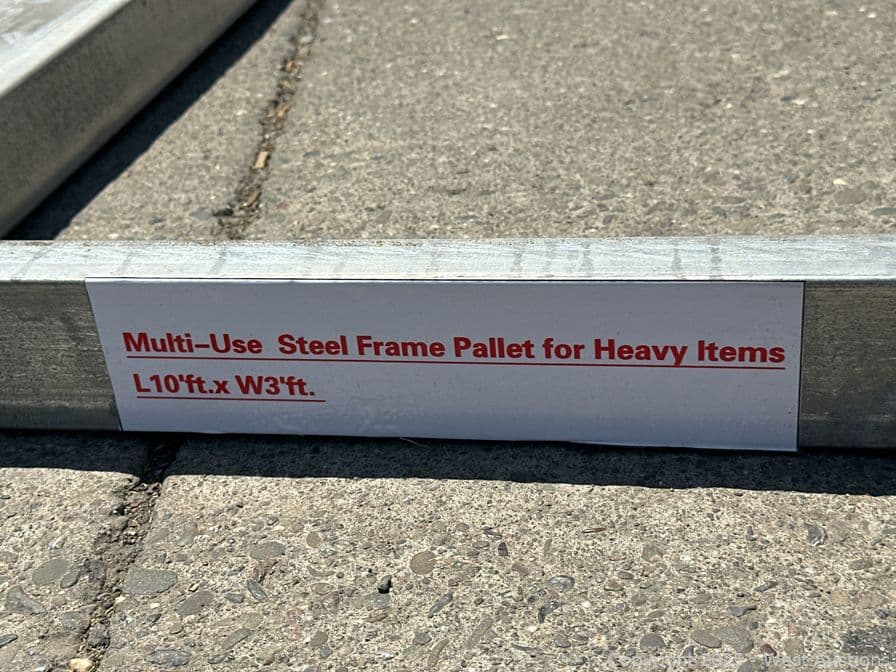 Multi-Use Steel Frame Pallet for Heavy Items
L10'ft.x W3'ft.